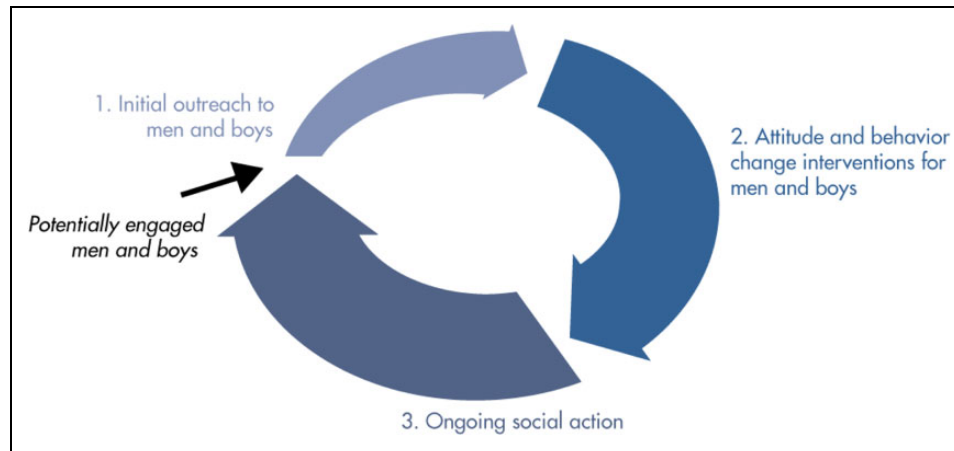 1. Initial outreach to
men and boys
2. Attitude and behavior
change interventions for
men and boys
Potentially engaged
men and boys
3. Ongoing social action